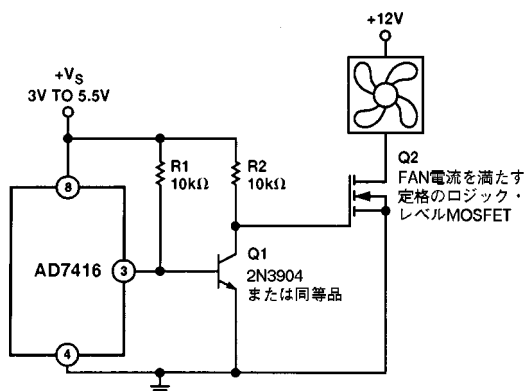 +12V
+VS
3V TO 5.5V
R1
10kΩ
R2
10kΩ
Q2
FAN電流を満たす
定格のロジック・
レベルMOSFET
8
AD7416
3
Q1
2N3904
または同等品
4